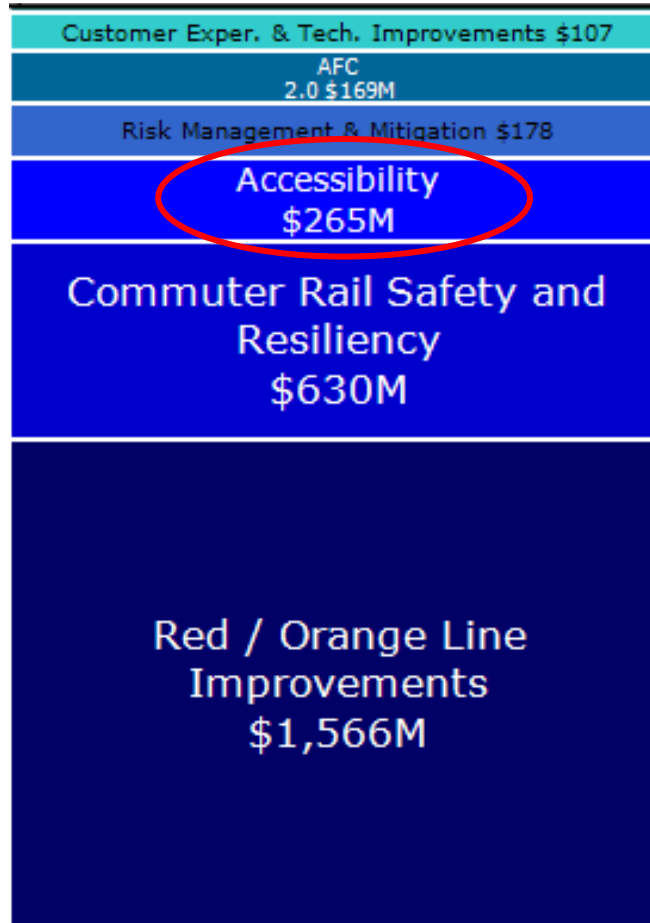 Customer Exper. & Tech. Improvements $107
AFC
2.0 $169M
Risk Management & Mitigation $178
Accessibility
$265M
Commuter Rail Safety and
Resiliency
$630M
Red / Orange Line
Improvements
$1,566M